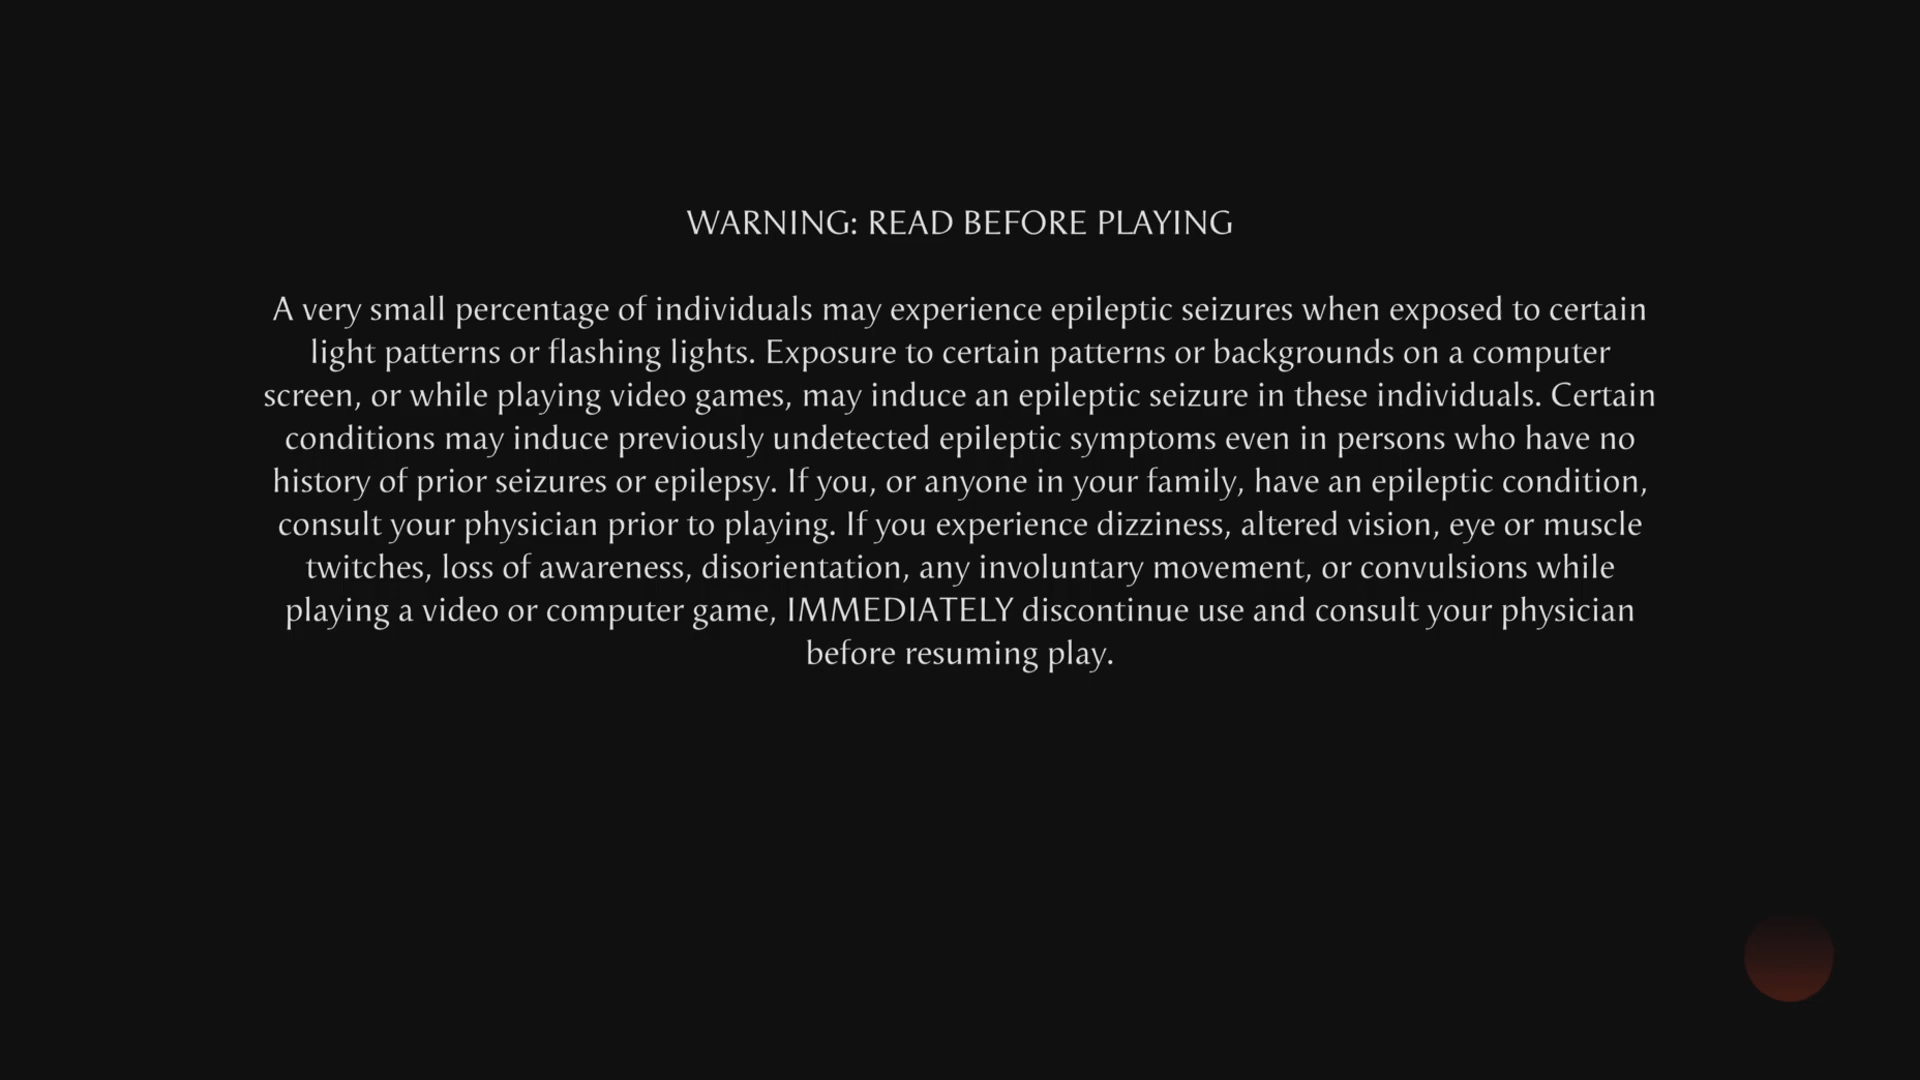 WARNING: READ BEFORE PLAYING
A very small percentage of individuals may experience epileptic seizures when exposed to certain
light patterns or flashing lights. Exposure to certain patterns or backgrounds on a computer
screen, or while playing video games, may induce an epileptic seizure in these individuals. Certain
conditions may induce previously undetected epileptic symptoms even in persons who have no
history of prior seizures or epilepsy. If you, or anyone in your family, have an epileptic condition,
consult your physician prior to playing. If you experience dizziness, altered vision, eye or muscle
twitches, loss of awareness, disorientation, any involuntary movement, or convulsions while
playing a video or computer game, IMMEDIATELY discontinue use and consult your physician
before resuming play.